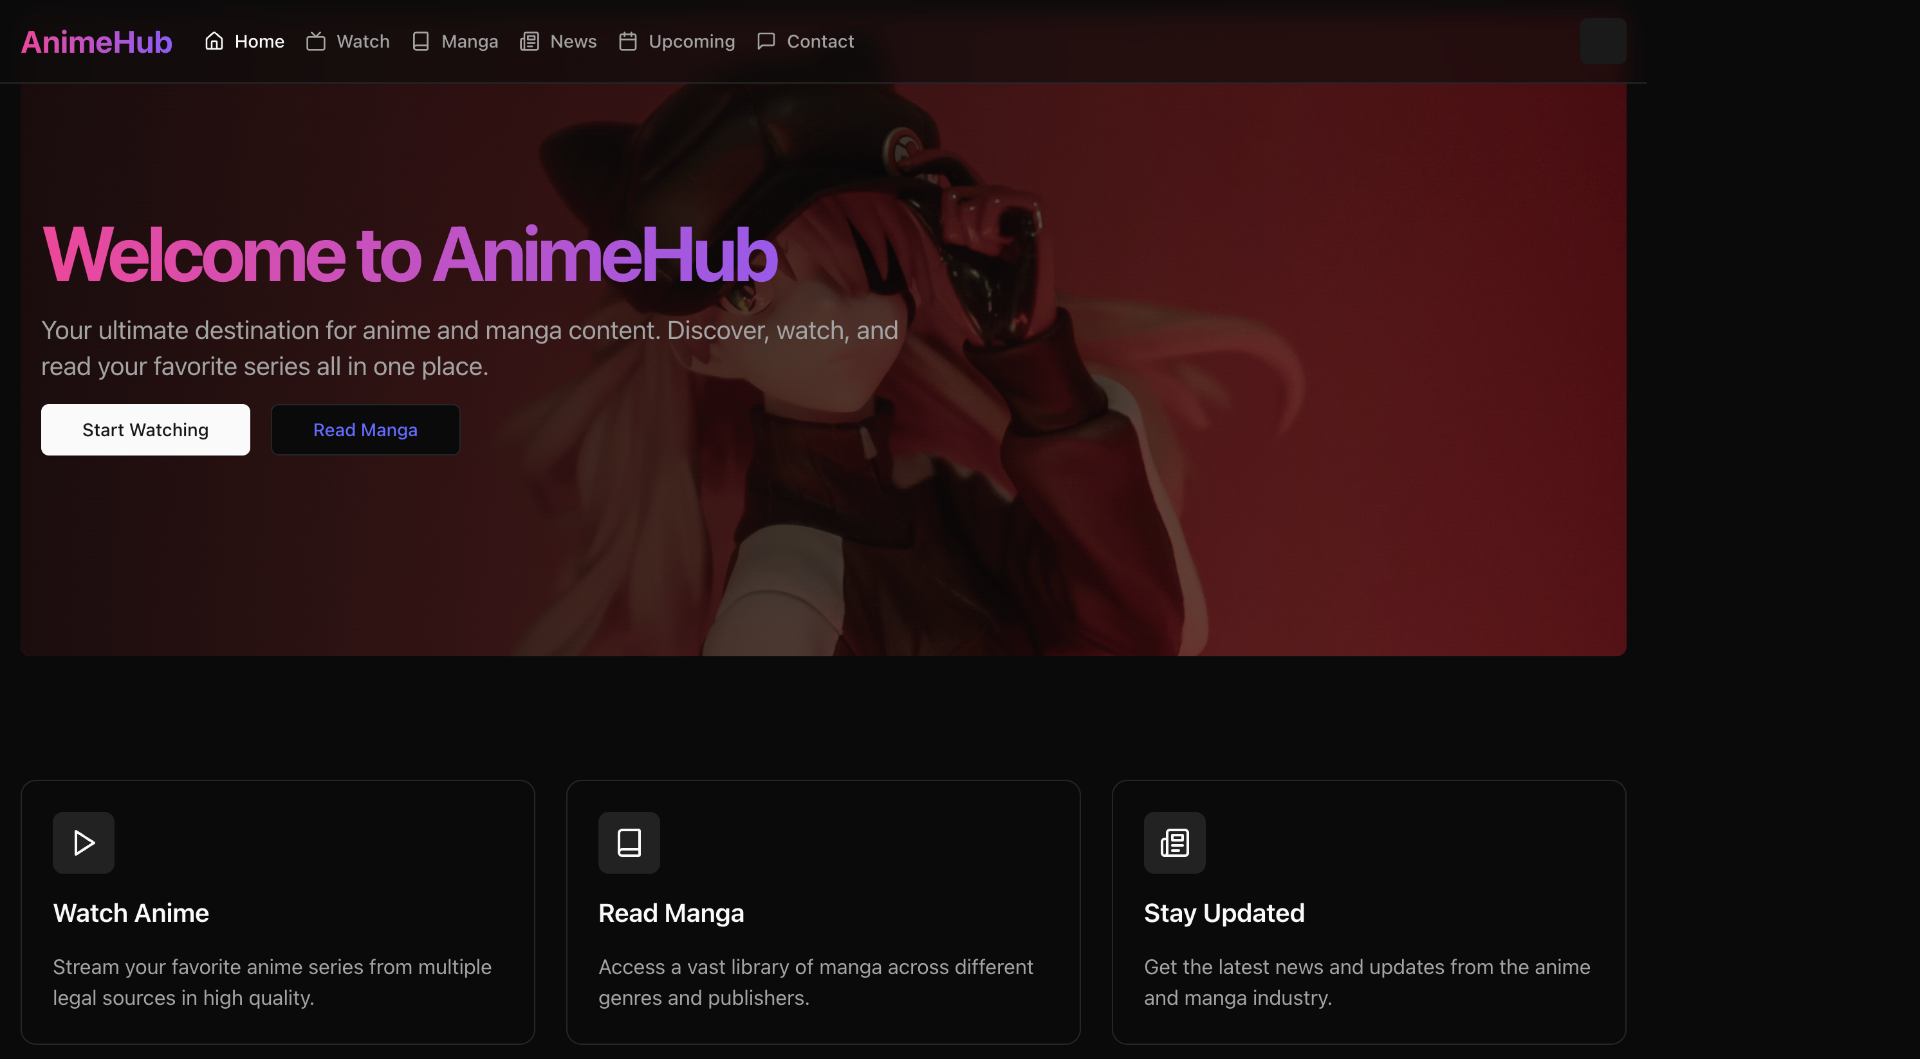 AnimeHub
Home
Watch
Manga
News
Upcoming
Contact
Welcome to AnimeHub
Your ultimate destination for anime and manga content. Discover, watch, and
read your favorite series all in one place.
Start Watching
Read Manga
Watch Anime
Stream your favorite anime series from multiple
legal sources in high quality.
Read Manga
Access a vast library of manga across different
genres and publishers.
Stay Updated
Get the latest news and updates from the anime
and manga industry.